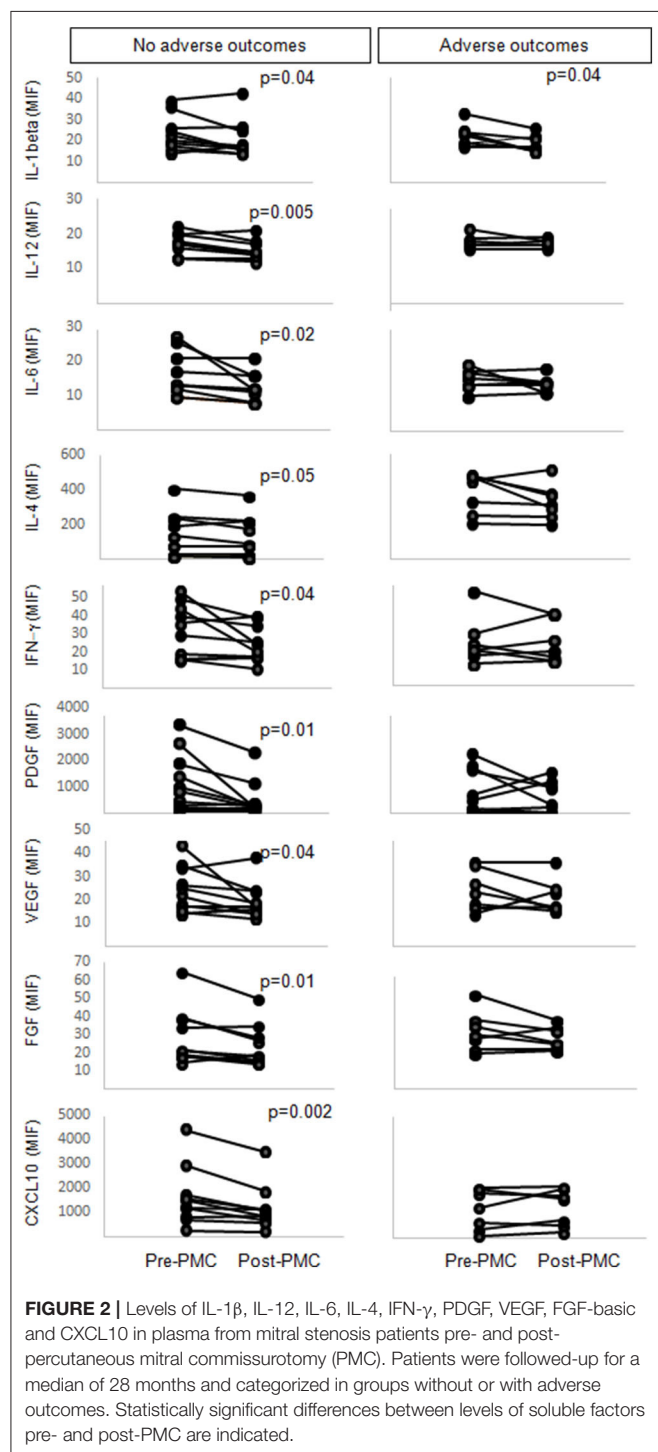 No adverse outcomes
Adverse outcomes
IL-1beta (MIF)
50
40
30
20
10
p=0.04
p=0.04
IL-12 (MIF)
30
20
10
p=0.005
IL-6 (MIF)
30
20
10
p=0.02
IL-4 (MIF)
600
400
200
p=0.05
IFN-γ (MIF)
50
40
30
20
10
p=0.04
PDGF (MIF)
4000
3000
2000
1000
p=0.01
VEGF (MIF)
50
40
30
20
10
p=0.04
FGF (MIF)
70
60
50
40
30
20
10
p=0.01
CXCL10 (MIF)
5000
4000
3000
2000
1000
p=0.002
Pre-PMC Post-PMC
Pre-PMC Post-PMC
FIGURE 2 | Levels of IL-1β, IL-12, IL-6, IL-4, IFN-γ, PDGF, VEGF, FGF-basic
and CXCL10 in plasma from mitral stenosis patients pre- and post-
percutaneous mitral commissurotomy (PMC). Patients were followed-up for a
median of 28 months and categorized in groups without or with adverse
outcomes. Statistically significant differences between levels of soluble factors
pre- and post-PMC are indicated.